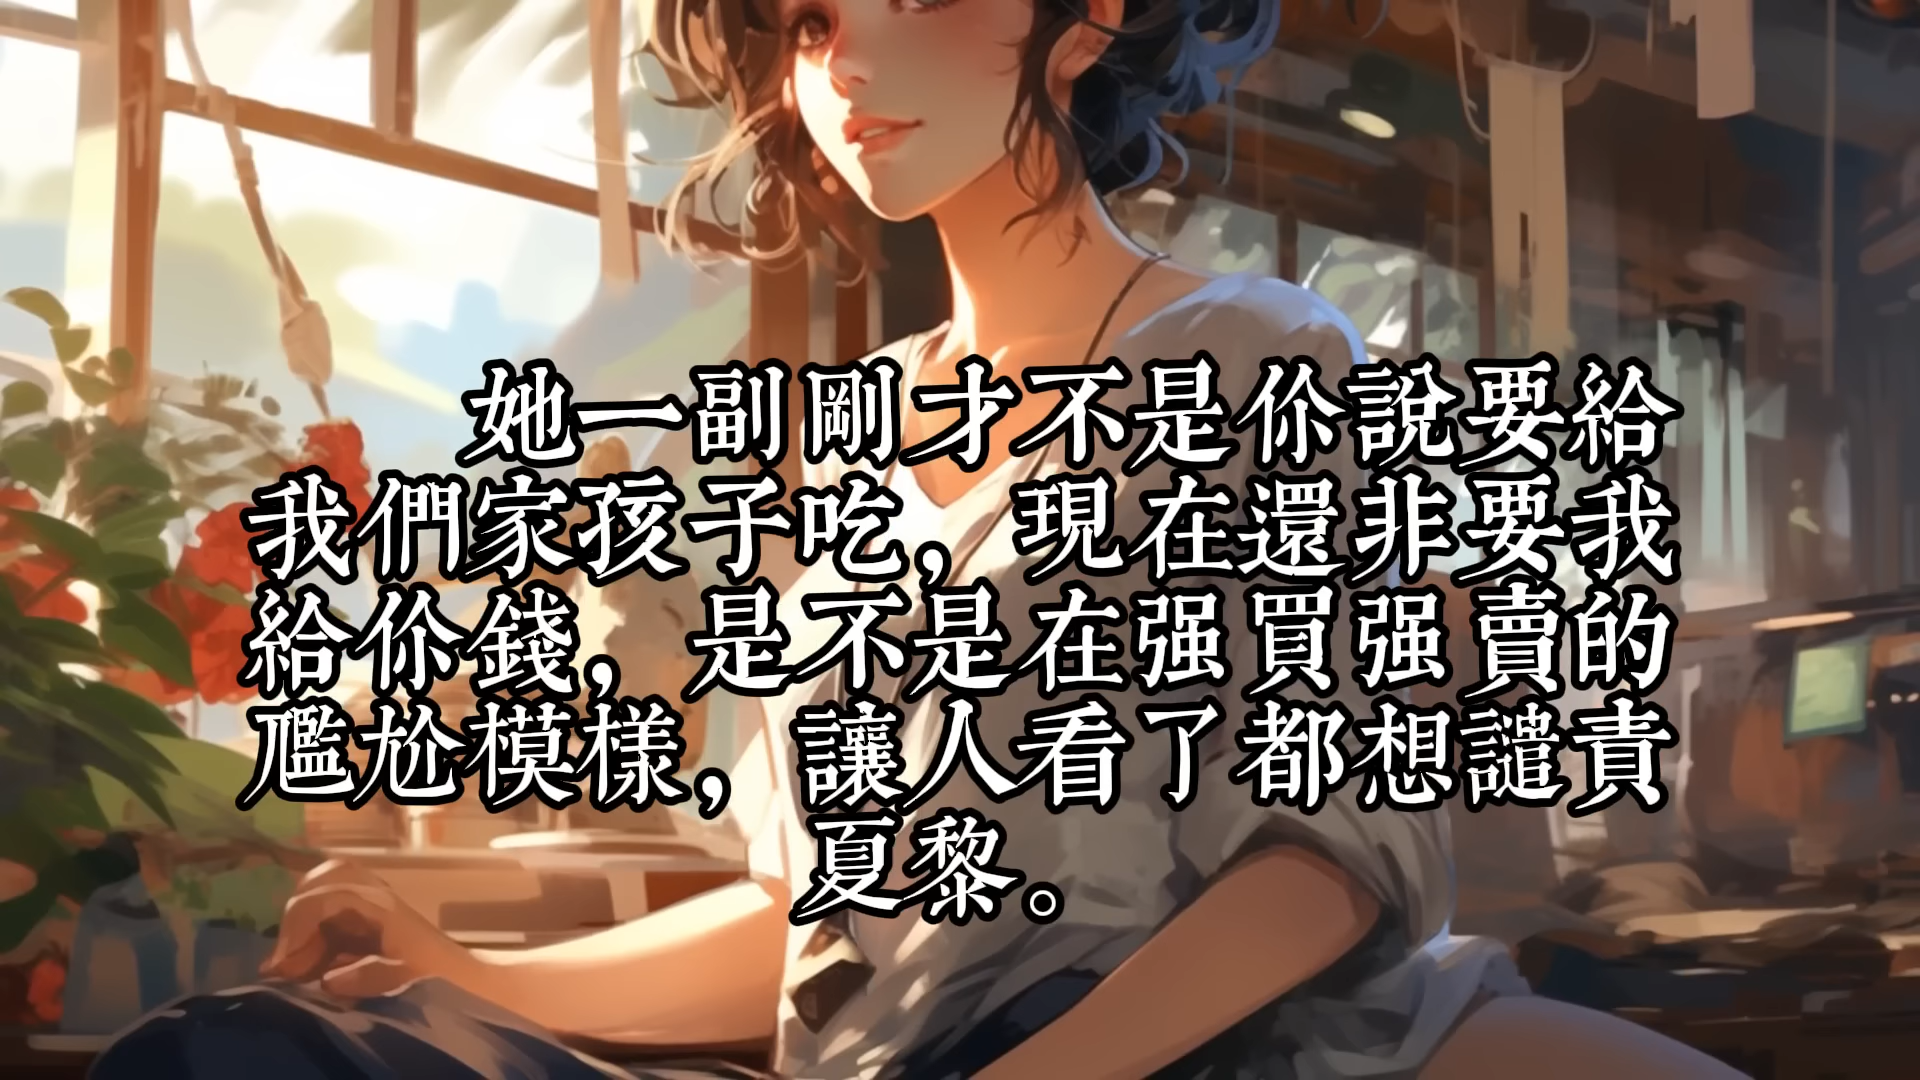 她一副剛才不是你說要給
我們家孩子吃，現在還非要我
給你錢，是不是在强買强賣的
尷尬模樣，讓人看了都想譴責
夏黎。